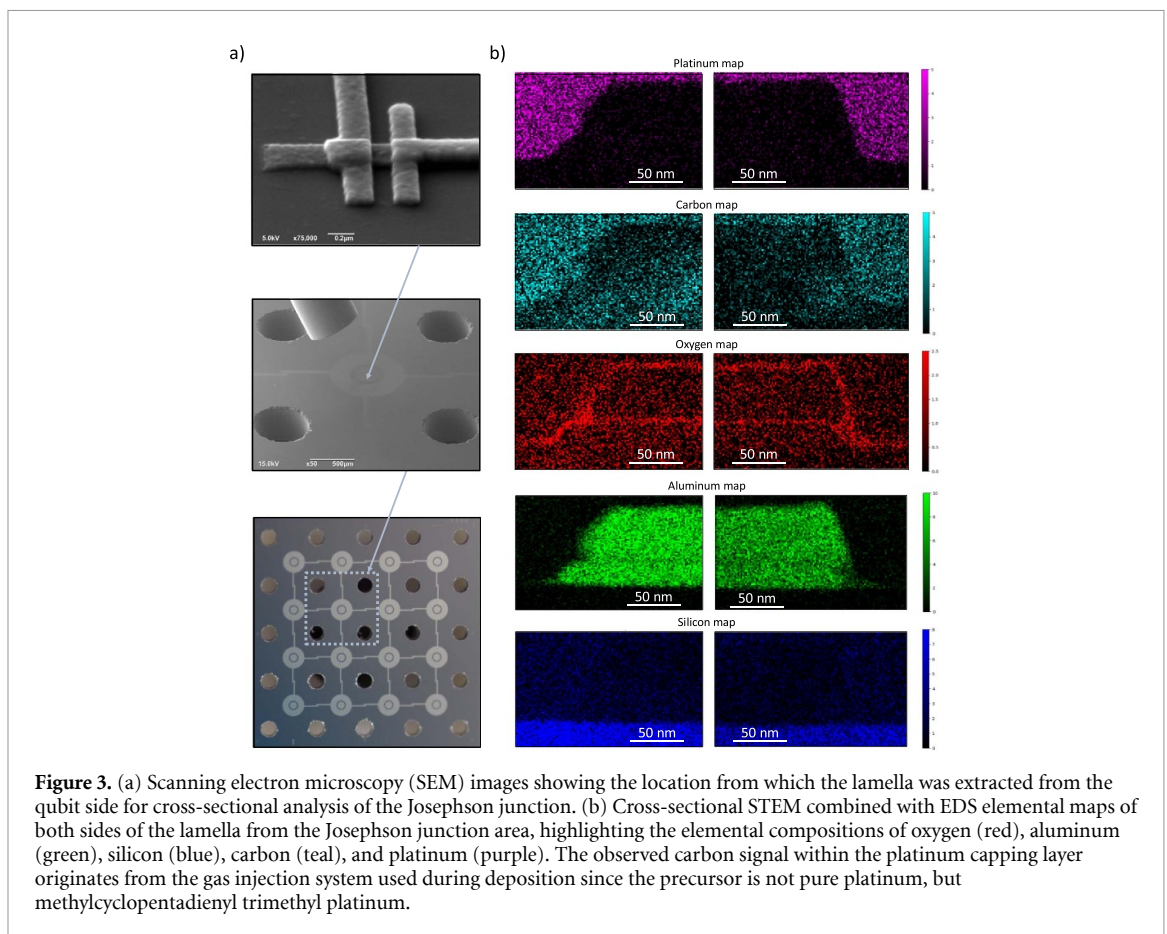 a)
b)
Platinum map
50 nm
50 nm
5.0kV x75,000 0.2µm
Carbon map
50 nm
50 nm
Oxygen map
50 nm
50 nm
15.0kV x50 500µm
Aluminum map
50 nm
50 nm
Silicon map
50 nm
50 nm
Figure 3. (a) Scanning electron microscopy (SEM) images showing the location from which the lamella was extracted from the
qubit side for cross-sectional analysis of the Josephson junction. (b) Cross-sectional STEM combined with EDS elemental maps of
both sides of the lamella from the Josephson junction area, highlighting the elemental compositions of oxygen (red), aluminum
(green), silicon (blue), carbon (teal), and platinum (purple). The observed carbon signal within the platinum capping layer
originates from the gas injection system used during deposition since the precursor is not pure platinum, but
methylcyclopentadienyl trimethyl platinum.